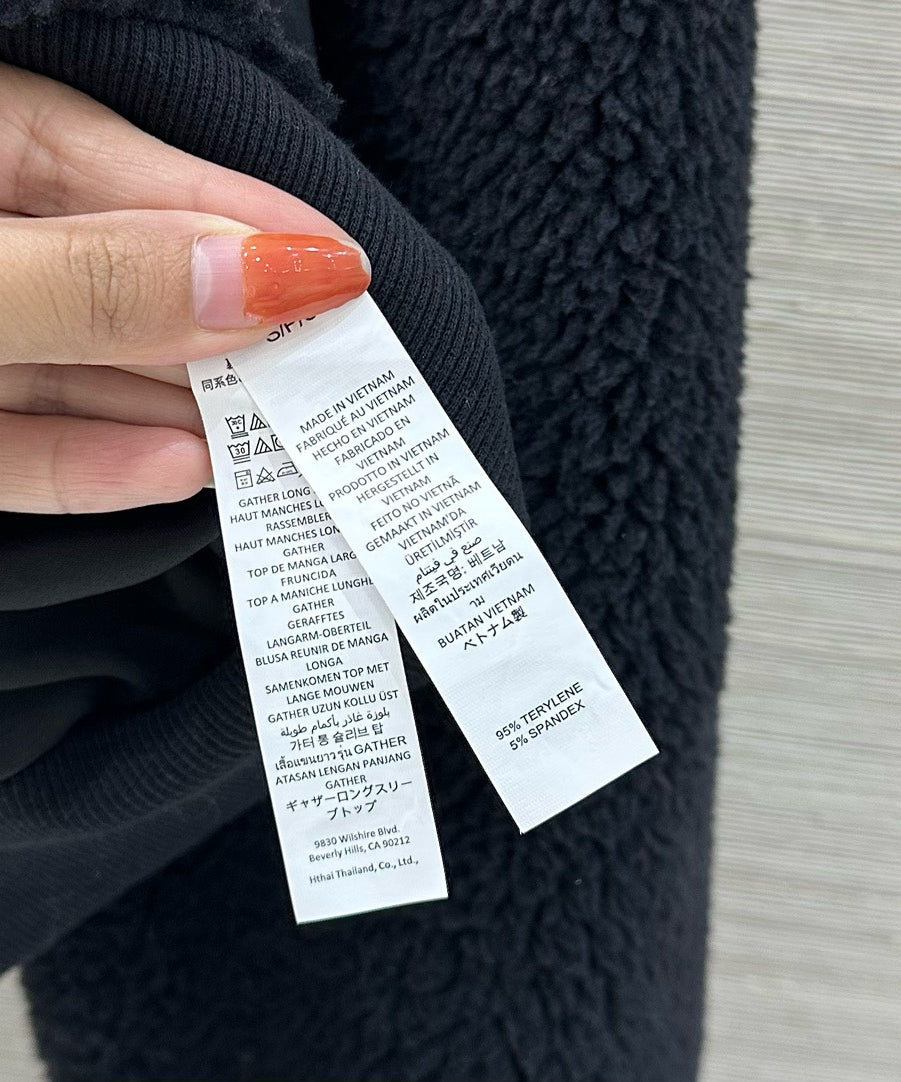 同系色
30
GATHER LONG
HAUT MANCHES LO
RASSEMBLER
HAUT MANCHES LON
GATHER
TOP DE MANGA LARG
FRUNCIDA
TOP A MANICHE LUNGHE
GATHER
GERAFFTES
LANGARM-OBERTEIL
BLUSA REUNIR DE MANGA
LONGA
SAMENKOMEN TOP MET
LANGE MOUWEN
GATHER UZUN KOLLU ÜST
بلوزة غاذر بأكمام طويلة
가터 롱 슬리브 탑
เสื้อแขนยาวรุ่น GATHER
ATASAN LENGAN PANJANG
GATHER
ギャザーロングスリー
ブトップ
9830 Wilshire Blvd.
Beverly Hills, CA 90212
Hthai Thailand, Co., Ltd.,
S/P/
MADE IN VIETNAM
FABRIQUÉ AU VIETNAM
HECHO EN VIETNAM
FABRICADO EN
VIETNAM
PRODOTTO IN VIETNAM
HERGESTELLT IN
VIETNAM
FEITO NO VIETNÃ
GEMAAKT IN VIETNAM
VIETNAM'DA
ÜRETİLMİŞTİR
صنع في فيتنام
제조국명: 베트남
ผลิตในประเทศเวียดน
าม
BUATAN VIETNAM
ベトナム製
95% TERYLENE
5% SPANDEX